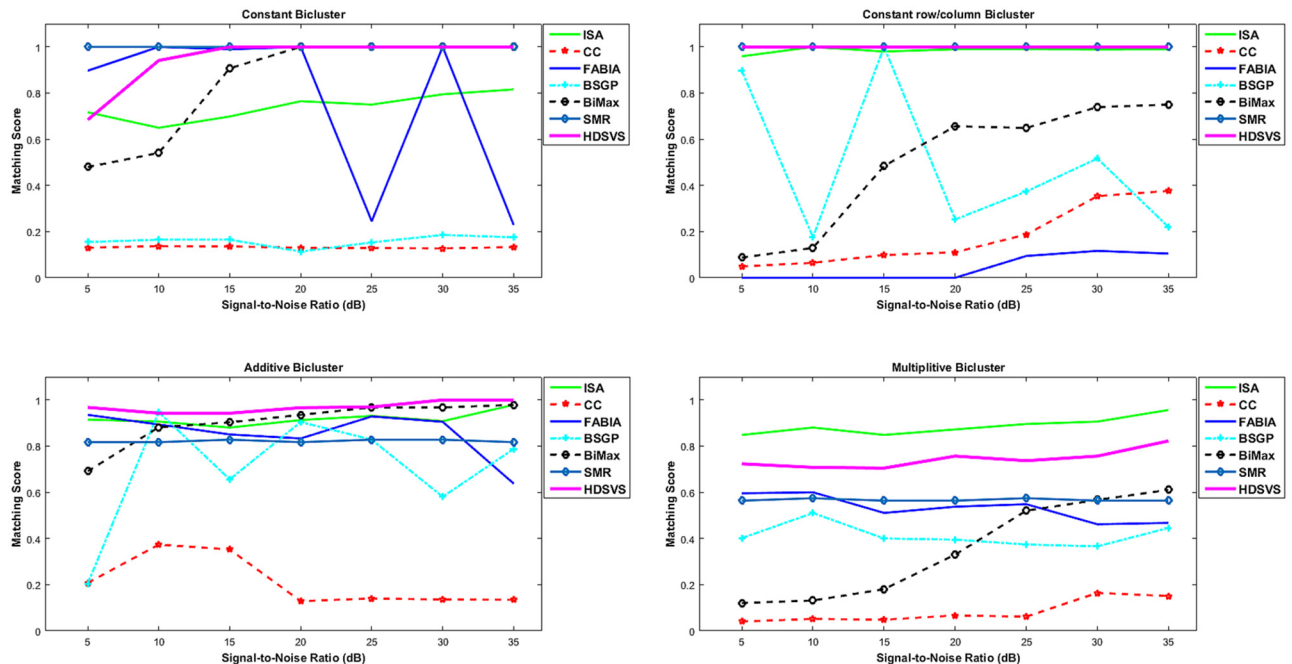 Constant Bicluster
Matching Score
1
0.8
0.6
0.4
0.2
0
5 10 15 20 25 30 35
Signal-to-Noise Ratio (dB)
ISA
CC
FABIA
BSGP
BiMax
SMR
HDSVS
Constant row/column Bicluster
Matching Score
1
0.8
0.6
0.4
0.2
0
5 10 15 20 25 30 35
Signal-to-Noise Ratio (dB)
ISA
CC
FABIA
BSGP
BiMax
SMR
HDSVS
Additive Bicluster
Matching Score
1
0.8
0.6
0.4
0.2
0
5 10 15 20 25 30 35
Signal-to-Noise Ratio (dB)
ISA
CC
FABIA
BSGP
BiMax
SMR
HDSVS
Multiplitive Bicluster
Matching Score
1
0.8
0.6
0.4
0.2
0
5 10 15 20 25 30 35
Signal-to-Noise Ratio (dB)
ISA
CC
FABIA
BSGP
BiMax
SMR
HDSVS